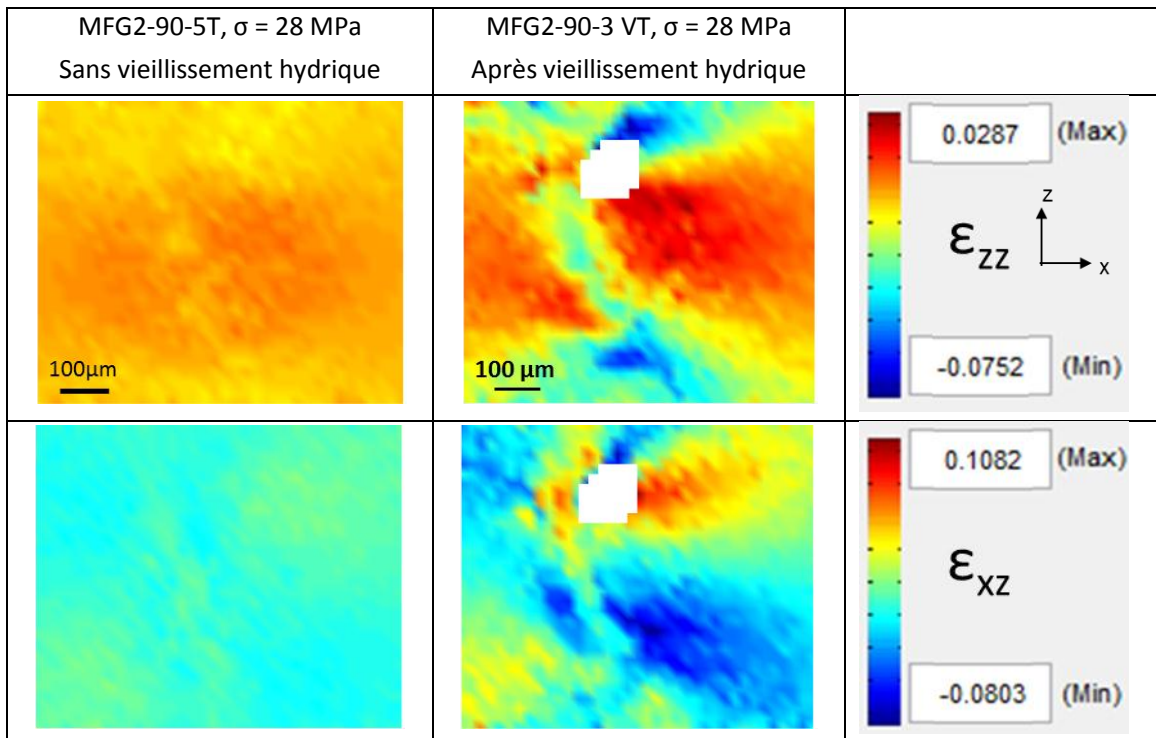 MFG2-90-5T, σ = 28 MPa
Sans vieillissement hydrique
MFG2-90-3 VT, σ = 28 MPa
Après vieillissement hydrique
100µm
100 µm
0.0287 (Max)
z
εzz
x
-0.0752 (Min)
0.1082 (Max)
εxz
-0.0803 (Min)